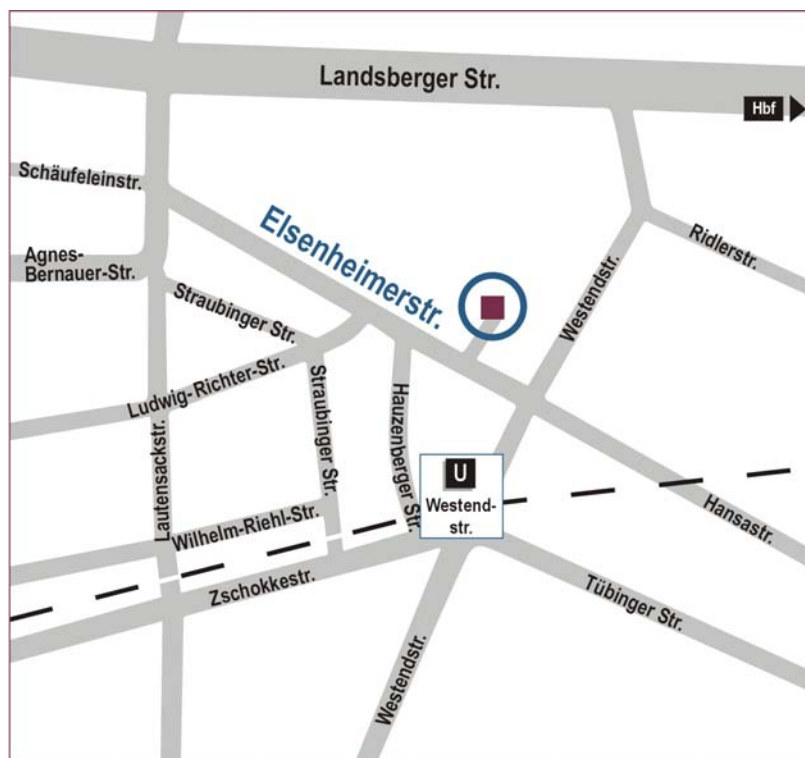 Landsberger Str.
Hbf
Schäufeleinstr.
Elsenheimerstr.
Ridlerstr.
Agnes-
Bernauer-Str.
Straubinger Str.
Westendstr.
Ludwig-Richter-Str.
Straubinger Str.
Hauzenberger Str.
Lautensackstr.
U
Westend-
str.
Hansastr.
Wilhelm-Riehl-Str.
Zschokkestr.
Tübinger Str.
Westendstr.